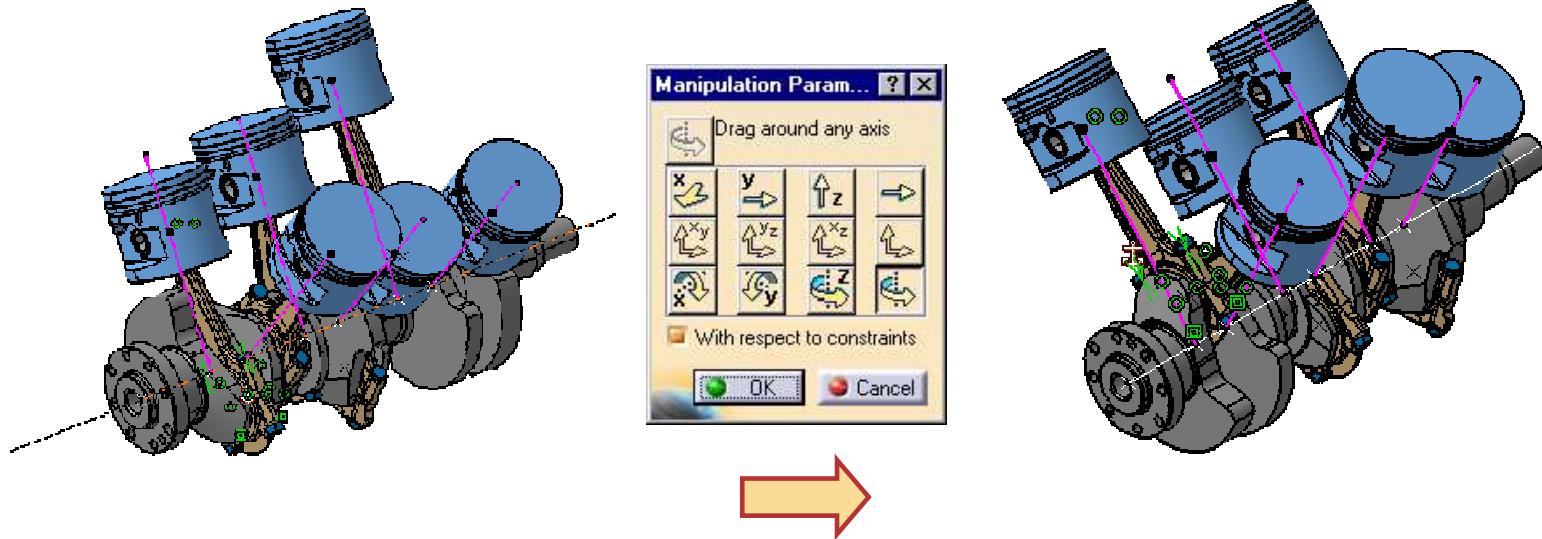 Manipulation Param... ? ×
Drag around any axis
x y z
xy yz xz
x y z
With respect to constraints
OK Cancel